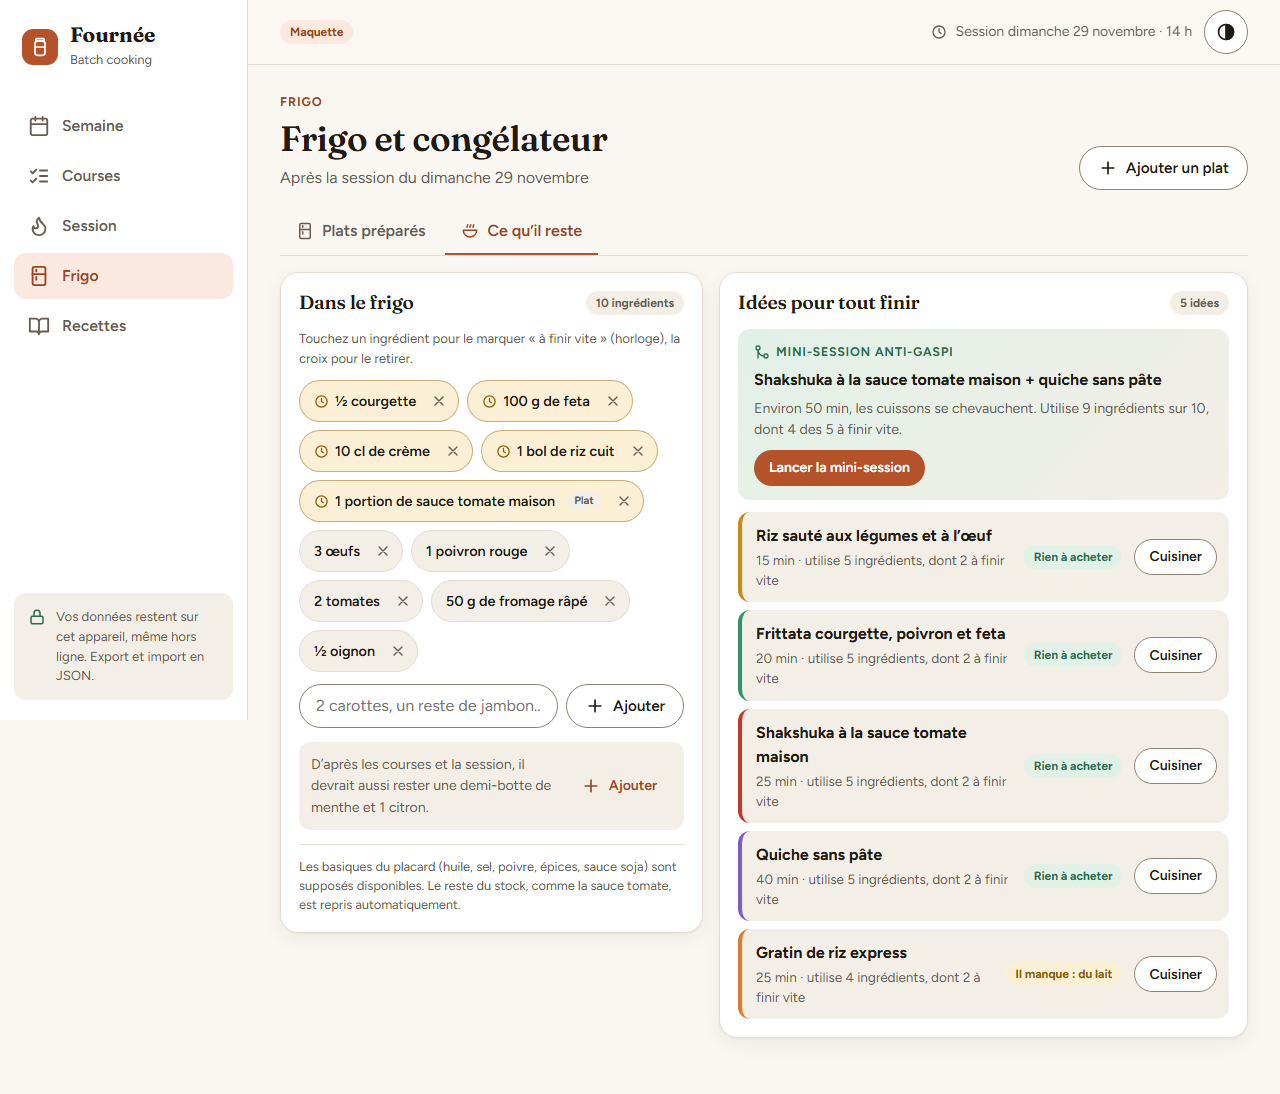 Fournée
Batch cooking
Semaine
Courses
Session
Frigo
Recettes
Vos données restent sur
cet appareil, même hors
ligne. Export et import en
JSON.
Maquette
Session dimanche 29 novembre · 14 h
FRIGO
Frigo et congélateur
Après la session du dimanche 29 novembre
Ajouter un plat
Plats préparés
Ce qu’il reste
Dans le frigo
10 ingrédients
Touchez un ingrédient pour le marquer « à finir vite » (horloge), la
croix pour le retirer.
½ courgette
100 g de feta
10 cl de crème
1 bol de riz cuit
1 portion de sauce tomate maison Plat
3 œufs
1 poivron rouge
2 tomates
50 g de fromage râpé
½ oignon
2 carottes, un reste de jambon..
Ajouter
D’après les courses et la session, il
devrait aussi rester une demi-botte de
menthe et 1 citron.
Ajouter
Les basiques du placard (huile, sel, poivre, épices, sauce soja) sont
supposés disponibles. Le reste du stock, comme la sauce tomate,
est repris automatiquement.
Idées pour tout finir
5 idées
MINI-SESSION ANTI-GASPI
Shakshuka à la sauce tomate maison + quiche sans pâte
Environ 50 min, les cuissons se chevauchent. Utilise 9 ingrédients sur 10,
dont 4 des 5 à finir vite.
Lancer la mini-session
Riz sauté aux légumes et à l’œuf
15 min · utilise 5 ingrédients, dont 2 à finir
vite
Rien à acheter
Cuisiner
Frittata courgette, poivron et feta
20 min · utilise 5 ingrédients, dont 2 à finir
vite
Rien à acheter
Cuisiner
Shakshuka à la sauce tomate
maison
25 min · utilise 5 ingrédients, dont 2 à finir
vite
Rien à acheter
Cuisiner
Quiche sans pâte
40 min · utilise 5 ingrédients, dont 2 à finir
vite
Rien à acheter
Cuisiner
Gratin de riz express
25 min · utilise 4 ingrédients, dont 2 à
finir vite
Il manque : du lait
Cuisiner